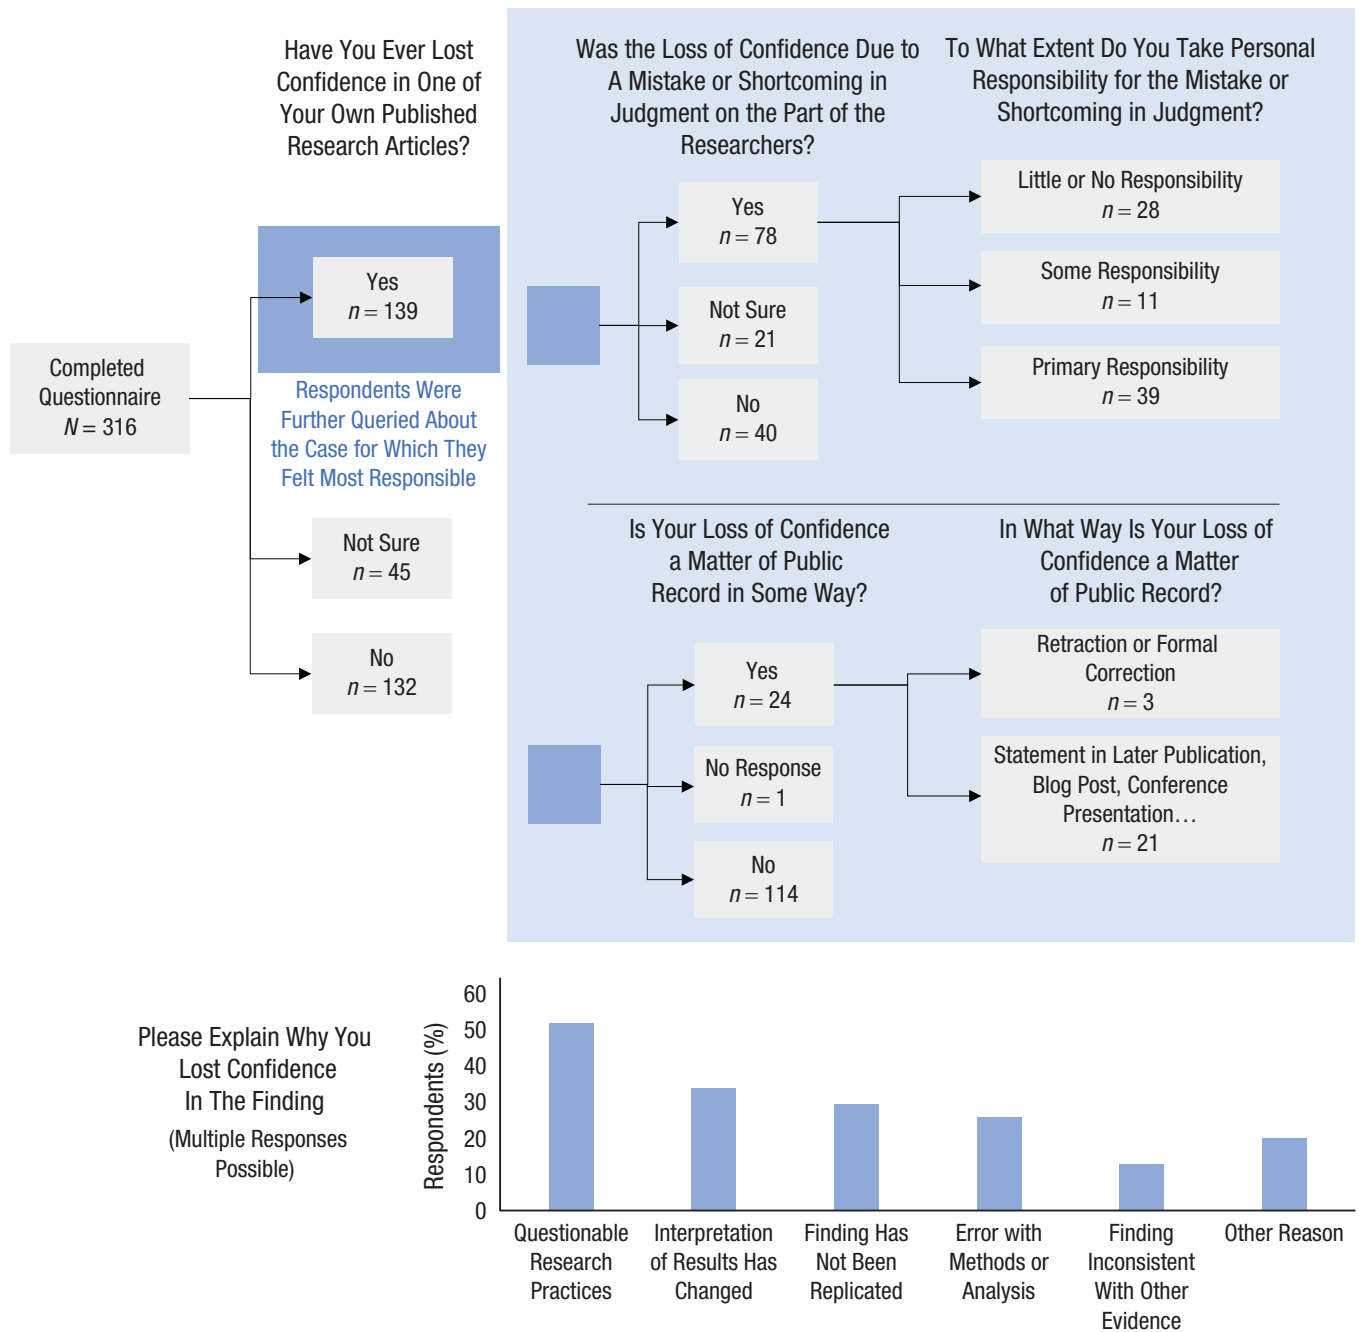 Have You Ever Lost
Confidence in One of
Your Own Published
Research Articles?
Was the Loss of Confidence Due to
A Mistake or Shortcoming in
Judgment on the Part of the
Researchers?
To What Extent Do You Take Personal
Responsibility for the Mistake or
Shortcoming in Judgment?
Completed
Questionnaire
N = 316
Yes
n = 139
Respondents Were
Further Queried About
the Case for Which They
Felt Most Responsible
Not Sure
n = 45
No
n = 132
Yes
n = 78
Not Sure
n = 21
No
n = 40
Little or No Responsibility
n = 28
Some Responsibility
n = 11
Primary Responsibility
n = 39
Is Your Loss of Confidence
a Matter of Public
Record in Some Way?
In What Way Is Your Loss of
Confidence a Matter
of Public Record?
Yes
n = 24
No Response
n = 1
No
n = 114
Retraction or Formal
Correction
n = 3
Statement in Later Publication,
Blog Post, Conference
Presentation…
n = 21
Please Explain Why You
Lost Confidence
In The Finding
(Multiple Responses
Possible)
Respondents (%)
60
50
40
30
20
10
0
Questionable
Research
Practices
Interpretation
of Results Has
Changed
Finding Has
Not Been
Replicated
Error with
Methods or
Analysis
Finding
Inconsistent
With Other
Evidence
Other Reason